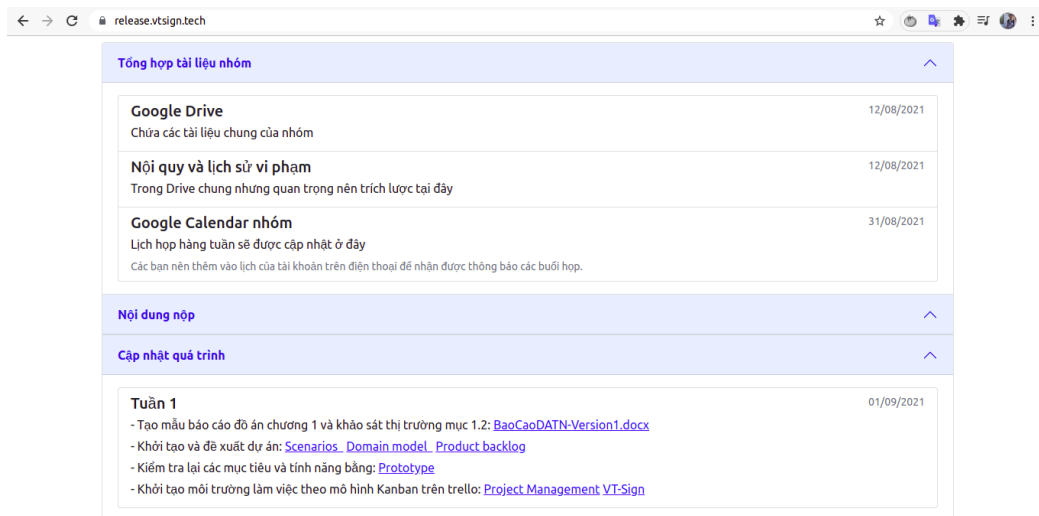 release.vtsign.tech
Tổng hợp tài liệu nhóm
Google Drive
12/08/2021
Chứa các tài liệu chung của nhóm
Nội quy và lịch sử vi phạm
12/08/2021
Trong Drive chung nhưng quan trọng nên trích lược tại đây
Google Calendar nhóm
31/08/2021
Lịch họp hàng tuần sẽ được cập nhật ở đây
Các bạn nên thêm vào lịch của tài khoản trên điện thoại để nhận được thông báo các buổi họp.
Nội dung nộp
Cập nhật quá trình
Tuần 1
01/09/2021
- Tạo mẫu báo cáo đồ án chương 1 và khảo sát thị trường mục 1.2: BaoCaoDATN-Version1.docx
- Khởi tạo và đề xuất dự án: Scenarios Domain model Product backlog
- Kiểm tra lại các mục tiêu và tính năng bằng: Prototype
- Khởi tạo môi trường làm việc theo mô hình Kanban trên trello: Project Management VT-Sign